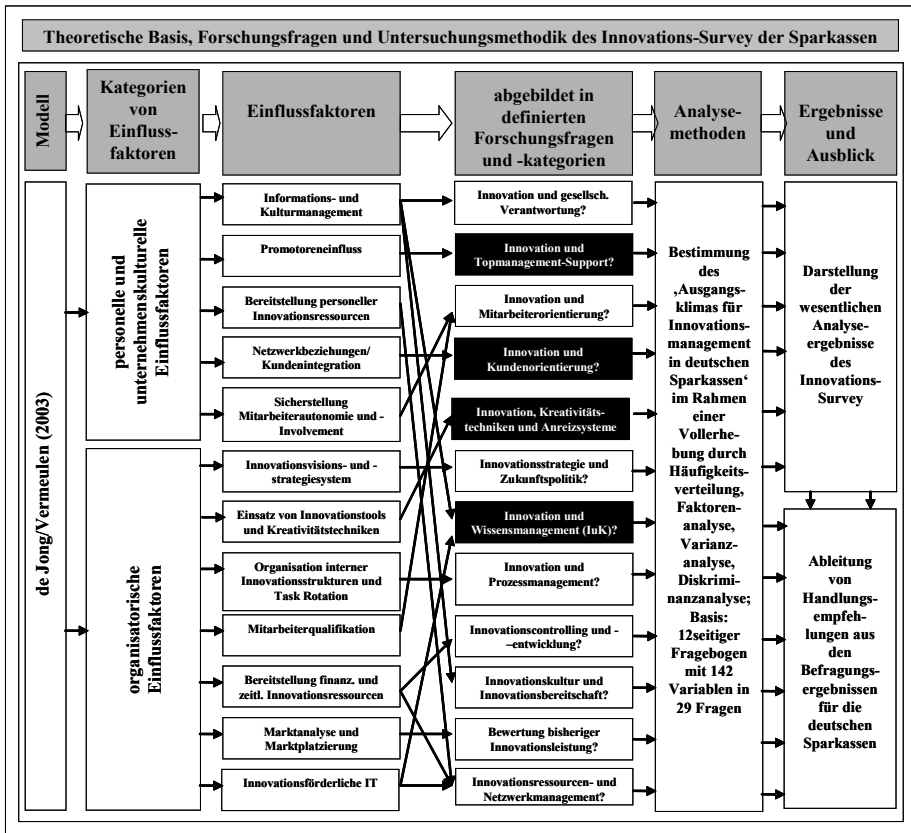 Theoretische Basis, Forschungsfragen und Untersuchungsmethodik des Innovations-Survey der Sparkassen
Modell
Kategorien
von
Einfluss-
faktoren
Einflussfaktoren
abgebildet in
definierten
Forschungsfragen
und -kategorien
Analyse-
methoden
Ergebnisse
und
Ausblick
de Jong/Vermeulen (2003)
personelle und
unternehmenskulturelle
Einflussfaktoren
organisatorische
Einflussfaktoren
Informations- und
Kulturmanagement
Promotoreneinfluss
Bereitstellung personeller
Innovationsressourcen
Netzwerkbeziehungen/
Kundenintegration
Sicherstellung
Mitarbeiterautonomie und -
Involvement
Innovationsvisions- und -
strategiesystem
Einsatz von Innovationstools
und Kreativitätstechniken
Organisation interner
Innovationsstrukturen und
Task Rotation
Mitarbeiterqualifikation
Bereitstellung finanz. und
zeitl. Innovationsressourcen
Marktanalyse und
Marktplatzierung
Innovationsförderliche IT
Innovation und gesellsch.
Verantwortung?
Innovation und
Topmanagement-Support?
Innovation und
Mitarbeiterorientierung?
Innovation und
Kundenorientierung?
Innovation, Kreativitäts-
techniken und Anreizsysteme
Innovationsstrategie und
Zukunftspolitik?
Innovation und
Wissensmanagement (IuK)?
Innovation und
Prozessmanagement?
Innovationscontrolling und -
–entwicklung?
Innovationskultur und
Innovationsbereitschaft?
Bewertung bisheriger
Innovationsleistung?
Innovationsressourcen- und
Netzwerkmanagement?
Bestimmung
des
‚Ausgangs-
klimas für
Innovations-
management
in deutschen
Sparkassen‘
im Rahmen
einer
Vollerhe-
bung durch
Häufigkeits-
verteilung,
Faktoren-
analyse,
Varianz-
analyse,
Diskrimi-
nanzanalyse;
Basis:
12seitiger
Fragebogen
mit 142
Variablen in
29 Fragen
Darstellung
der
wesentlichen
Analyse-
ergebnisse
des
Innovations-
Survey
Ableitung
von
Handlungs-
empfeh-
lungen aus
den
Befragungs-
ergebnissen
für die
deutschen
Sparkassen